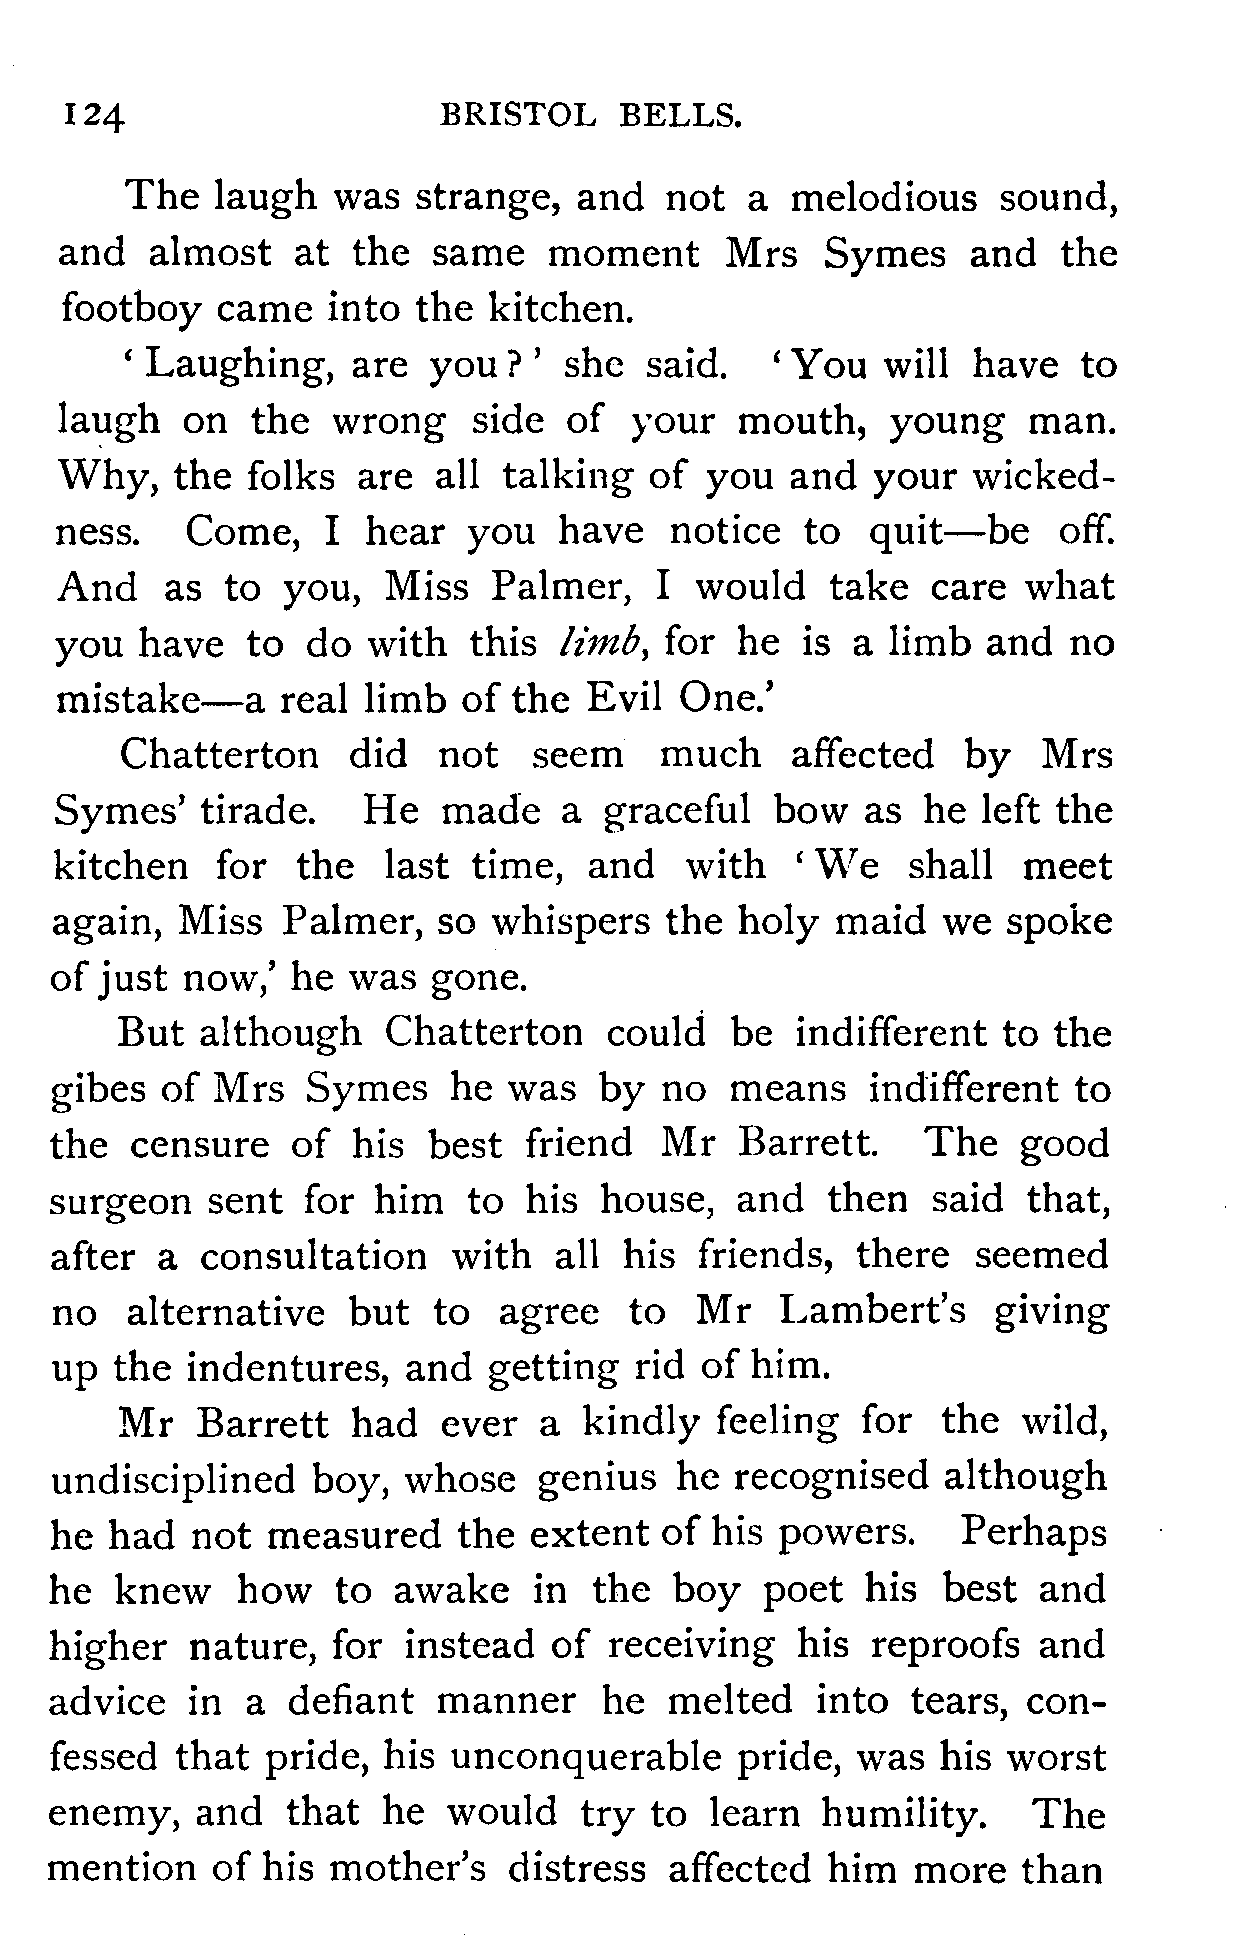 124 BRISTOL BELLS.
The laugh was strange, and not a melodious sound,
and almost at the same moment Mrs Symes and the
footboy came into the kitchen.
‘ Laughing, are you ? ’ she said. ‘ You will have to
laugh on the wrong side of your mouth, young man.
Why, the folks are all talking of you and your wicked-
ness. Come, I hear you have notice to quit—be off.
And as to you, Miss Palmer, I would take care what
you have to do with this limb, for he is a limb and no
mistake—a real limb of the Evil One.’
Chatterton did not seem much affected by Mrs
Symes’ tirade. He made a graceful bow as he left the
kitchen for the last time, and with ‘ We shall meet
again, Miss Palmer, so whispers the holy maid we spoke
of just now,’ he was gone.
But although Chatterton could be indifferent to the
gibes of Mrs Symes he was by no means indifferent to
the censure of his best friend Mr Barrett. The good
surgeon sent for him to his house, and then said that,
after a consultation with all his friends, there seemed
no alternative but to agree to Mr Lambert’s giving
up the indentures, and getting rid of him.
Mr Barrett had ever a kindly feeling for the wild,
undisciplined boy, whose genius he recognised although
he had not measured the extent of his powers. Perhaps
he knew how to awake in the boy poet his best and
higher nature, for instead of receiving his reproofs and
advice in a defiant manner he melted into tears, con-
fessed that pride, his unconquerable pride, was his worst
enemy, and that he would try to learn humility. The
mention of his mother’s distress affected him more than